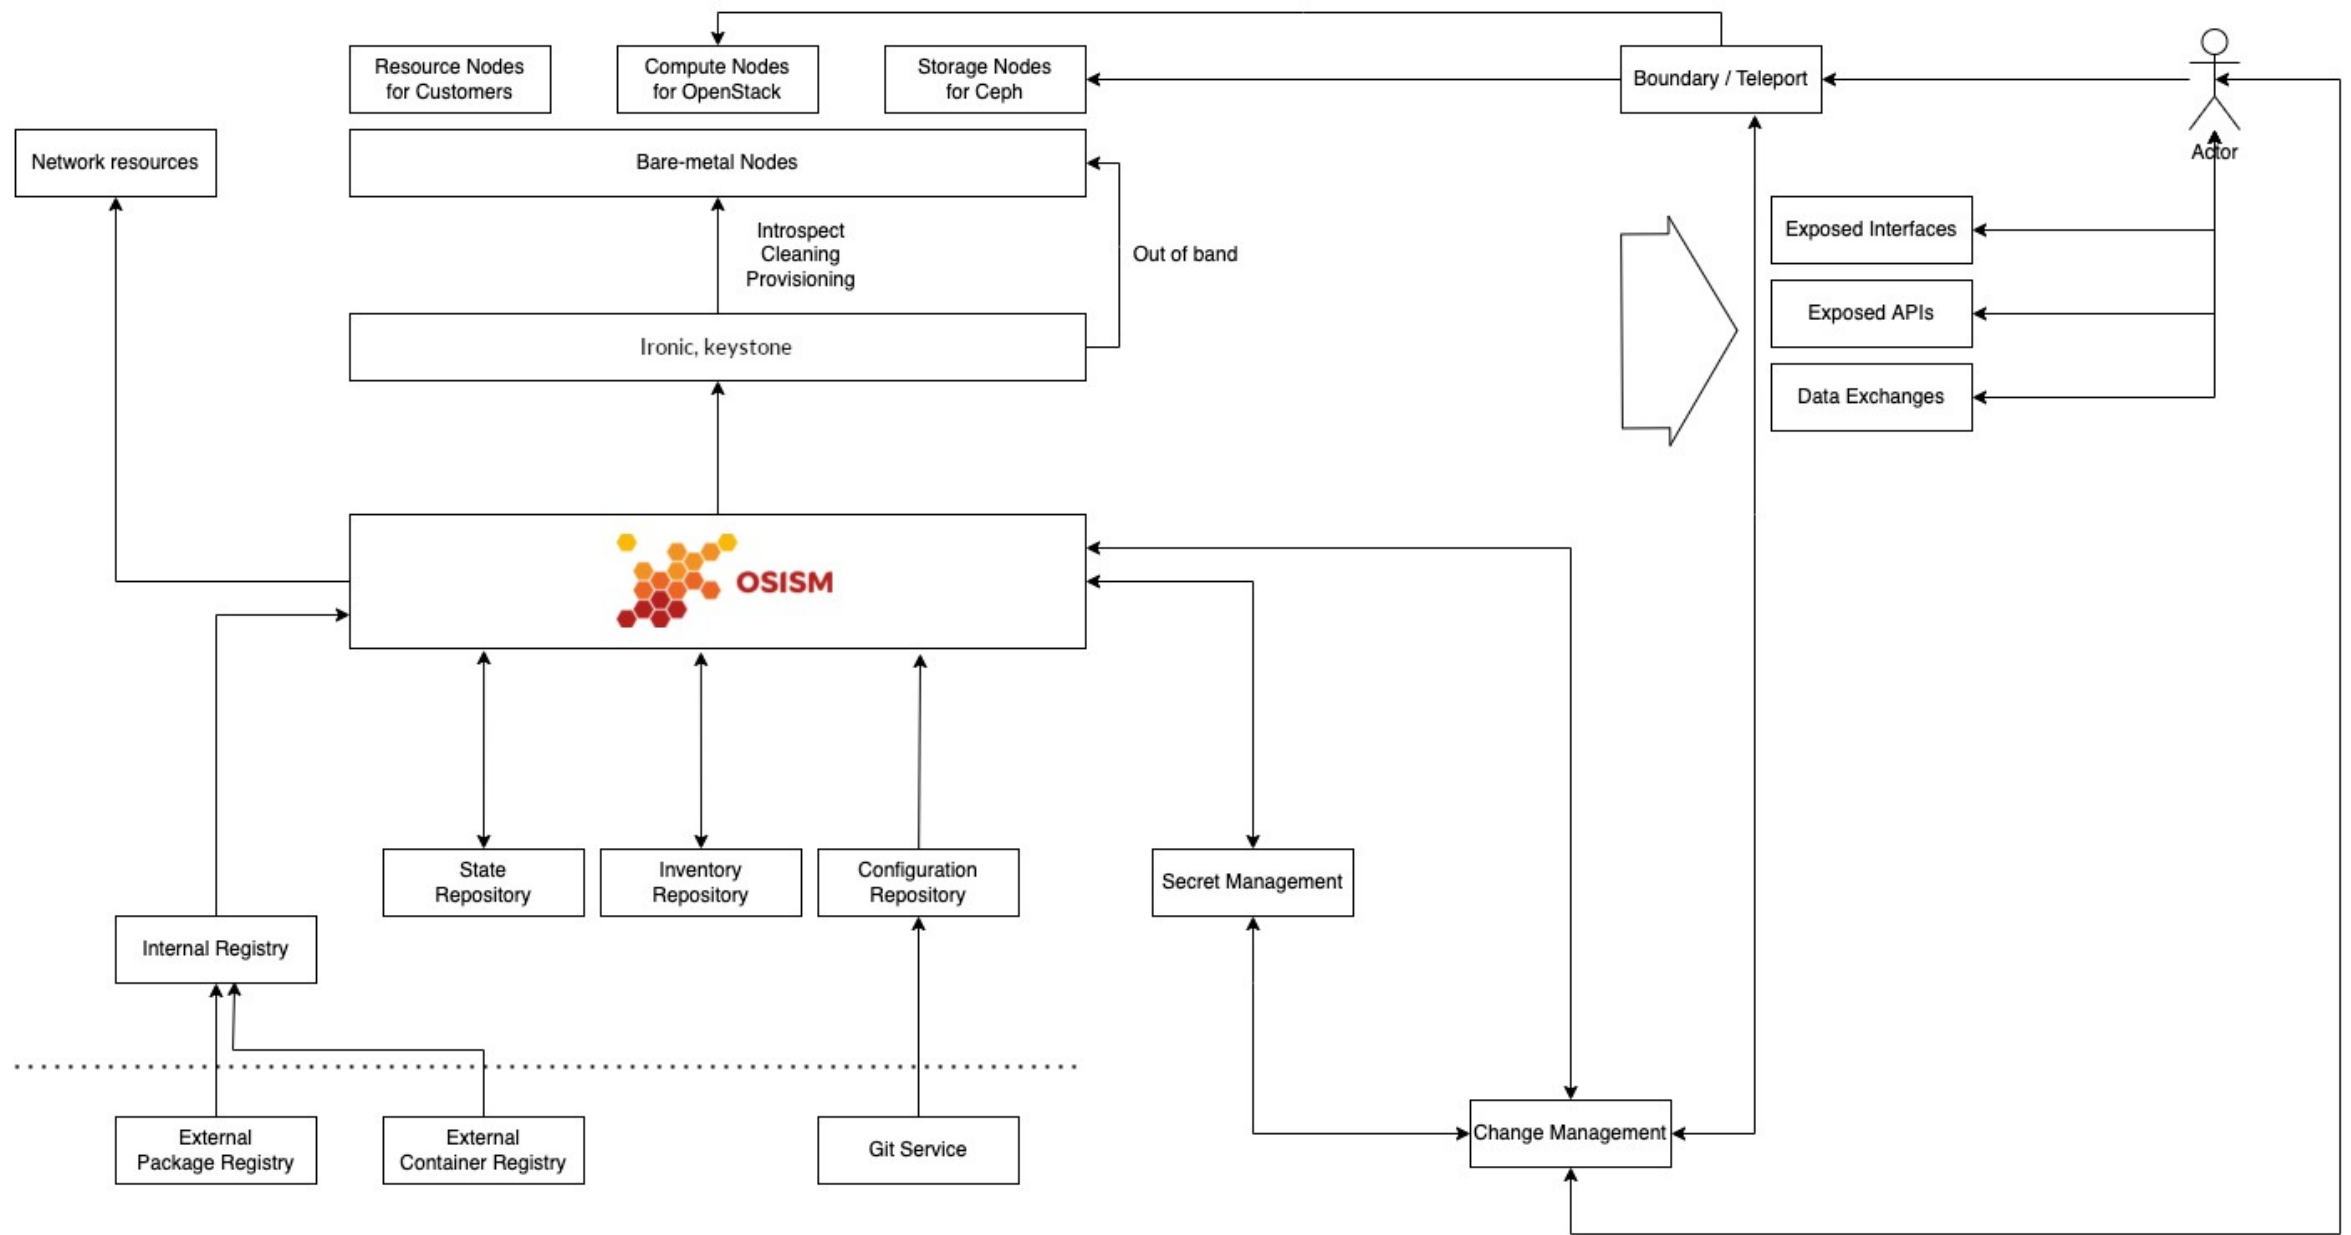 Resource Nodes
for Customers
Compute Nodes
for OpenStack
Storage Nodes
for Ceph
Boundary / Teleport
Actor
Network resources
Bare-metal Nodes
Introspect
Cleaning
Provisioning
Out of band
Exposed Interfaces
Exposed APIs
Data Exchanges
Ironic, keystone
OSISM
State
Repository
Inventory
Repository
Configuration
Repository
Secret Management
Internal Registry
External
Package Registry
External
Container Registry
Git Service
Change Management